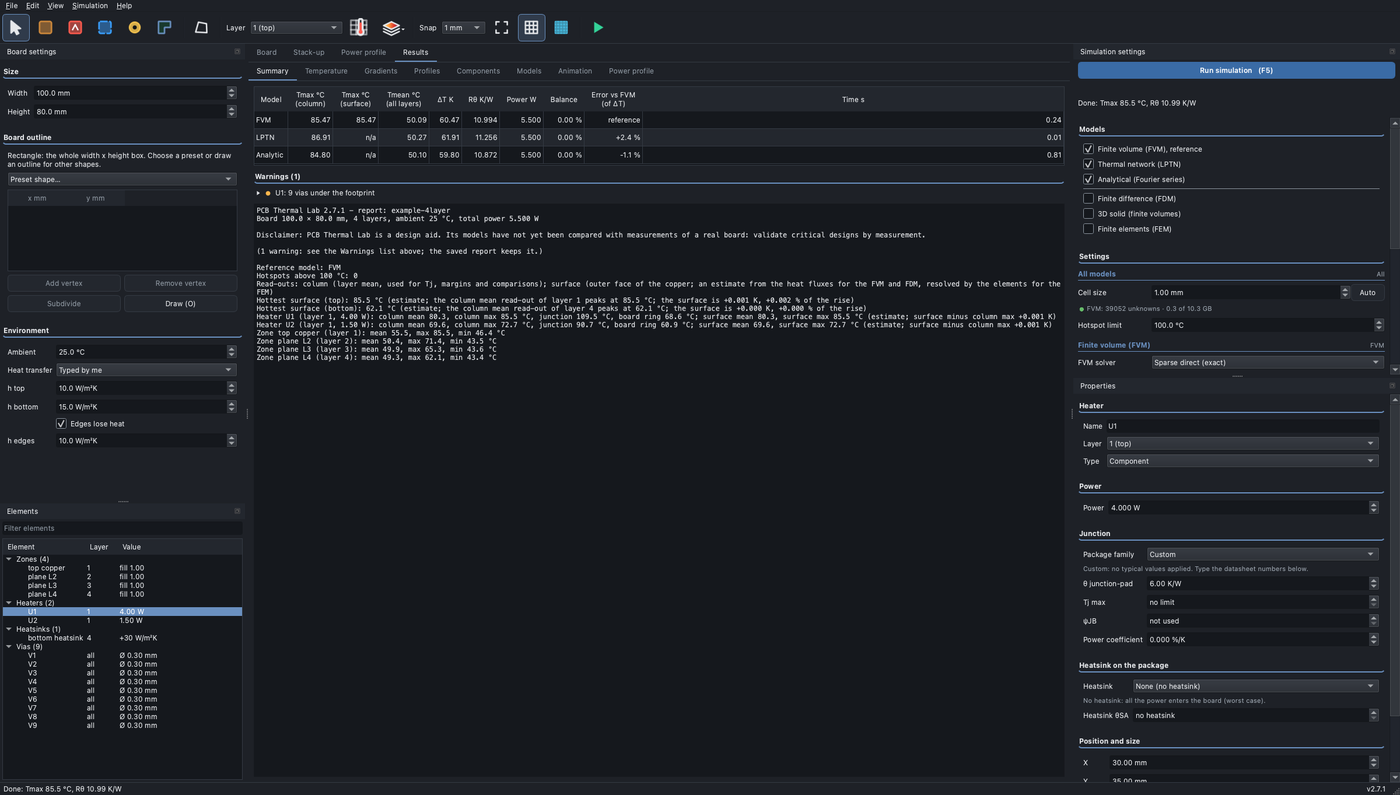 File Edit View Simulation Help
Layer 1 (top) Snap 1 mm
Board settings
Size
Width 100.0 mm
Height 80.0 mm
Board outline
Rectangle: the whole width x height box. Choose a preset or draw
an outline for other shapes.
Preset shape...
x mm y mm
Add vertex Remove vertex
Subdivide Draw (O)
Environment
Ambient 25.0 °C
Heat transfer Typed by me
h top 10.0 W/m²K
h bottom 15.0 W/m²K
Edges lose heat
h edges 10.0 W/m²K
Elements
Filter elements
Element Layer Value
Zones (4)
top copper 1 fill 1.00
plane L2 2 fill 1.00
plane L3 3 fill 1.00
plane L4 4 fill 1.00
Heaters (2)
U1 1 4.00 W
U2 1 1.50 W
Heatsinks (1)
bottom heatsink 4 +30 W/m²K
Vias (9)
V1 all Ø 0.30 mm
V2 all Ø 0.30 mm
V3 all Ø 0.30 mm
V4 all Ø 0.30 mm
V5 all Ø 0.30 mm
V6 all Ø 0.30 mm
V7 all Ø 0.30 mm
V8 all Ø 0.30 mm
V9 all Ø 0.30 mm
Board Stack-up Power profile Results
Summary Temperature Gradients Profiles Components Models Animation Power profile
Model Tmax °C (column) Tmax °C (surface) Tmean °C (all layers) ΔT K Rθ K/W Power W Balance Error vs FVM (of ΔT) Time s
FVM 85.47 85.47 50.09 60.47 10.994 5.500 0.00 % reference 0.24
LPTN 86.91 n/a 50.27 61.91 11.256 5.500 0.00 % +2.4 % 0.01
Analytic 84.80 n/a 50.10 59.80 10.872 5.500 0.00 % -1.1 % 0.81
Warnings (1)
U1: 9 vias under the footprint
PCB Thermal Lab 2.7.1 - report: example-4layer
Board 100.0 × 80.0 mm, 4 layers, ambient 25 °C, total power 5.500 W
Disclaimer: PCB Thermal Lab is a design aid. Its models have not yet been compared with measurements of a real board: validate critical designs by measurement.
(1 warning: see the Warnings list above; the saved report keeps it.)
Reference model: FVM
Hotspots above 100 °C: 0
Read-outs: column (layer mean, used for Tj, margins and comparisons); surface (outer face of the copper; an estimate from the heat fluxes for the FVM and FDM, resolved by the elements for the
FEM)
Hottest surface (top): 85.5 °C (estimate; the column mean read-out of layer 1 peaks at 85.5 °C; the surface is +0.001 K, +0.002 % of the rise)
Hottest surface (bottom): 62.1 °C (estimate; the column mean read-out of layer 4 peaks at 62.1 °C; the surface is +0.000 K, +0.000 % of the rise)
Heater U1 (layer 1, 4.00 W): column mean 80.3, column max 85.5 °C, junction 109.5 °C, board ring 68.6 °C; surface mean 80.3, surface max 85.5 °C (estimate; surface minus column max +0.001 K)
Heater U2 (layer 1, 1.50 W): column mean 69.6, column max 72.7 °C, junction 90.7 °C, board ring 60.9 °C; surface mean 69.6, surface max 72.7 °C (estimate; surface minus column max +0.001 K)
Zone top copper (layer 1): mean 55.5, max 85.5, min 46.4 °C
Zone plane L2 (layer 2): mean 50.4, max 71.4, min 43.5 °C
Zone plane L3 (layer 3): mean 49.9, max 65.3, min 43.6 °C
Zone plane L4 (layer 4): mean 49.3, max 62.1, min 43.4 °C
Simulation settings
Run simulation (F5)
Done: Tmax 85.5 °C, Rθ 10.99 K/W
Models
Finite volume (FVM), reference
Thermal network (LPTN)
Analytical (Fourier series)
Finite difference (FDM)
3D solid (finite volumes)
Finite elements (FEM)
Settings
All models All
Cell size 1.00 mm Auto
FVM: 39052 unknowns · 0.3 of 10.3 GB
Hotspot limit 100.0 °C
Finite volume (FVM) FVM
FVM solver Sparse direct (exact)
Properties
Heater
Name U1
Layer 1 (top)
Type Component
Power
Power 4.000 W
Junction
Package family Custom
Custom: no typical values applied. Type the datasheet numbers below.
θ junction-pad 6.00 K/W
Tj max no limit
ψJB not used
Power coefficient 0.000 %/K
Heatsink on the package
Heatsink None (no heatsink)
No heatsink: all the power enters the board (worst case).
Heatsink θSA no heatsink
Position and size
X 30.00 mm
Y 35.00 mm
Done: Tmax 85.5 °C, Rθ 10.99 K/W v2.7.1